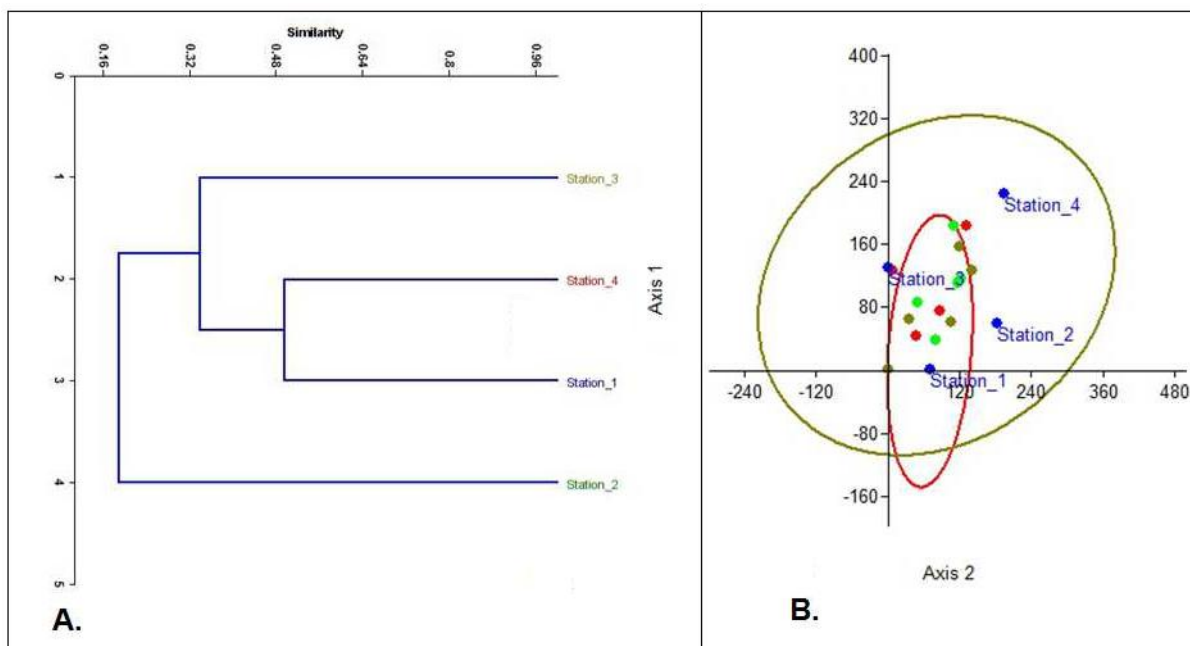 Similarity
0.16 0.32 0.48 0.64 0.8 0.96
0
1
2
3
4
5
Station_3
Station_4
Station_1
Station_2
A.
Axis 1
400
320
240
160
80
-80
-160
-240 -120 120 240 360 480
Station_4
Station_3
Station_2
Station_1
Axis 2
B.